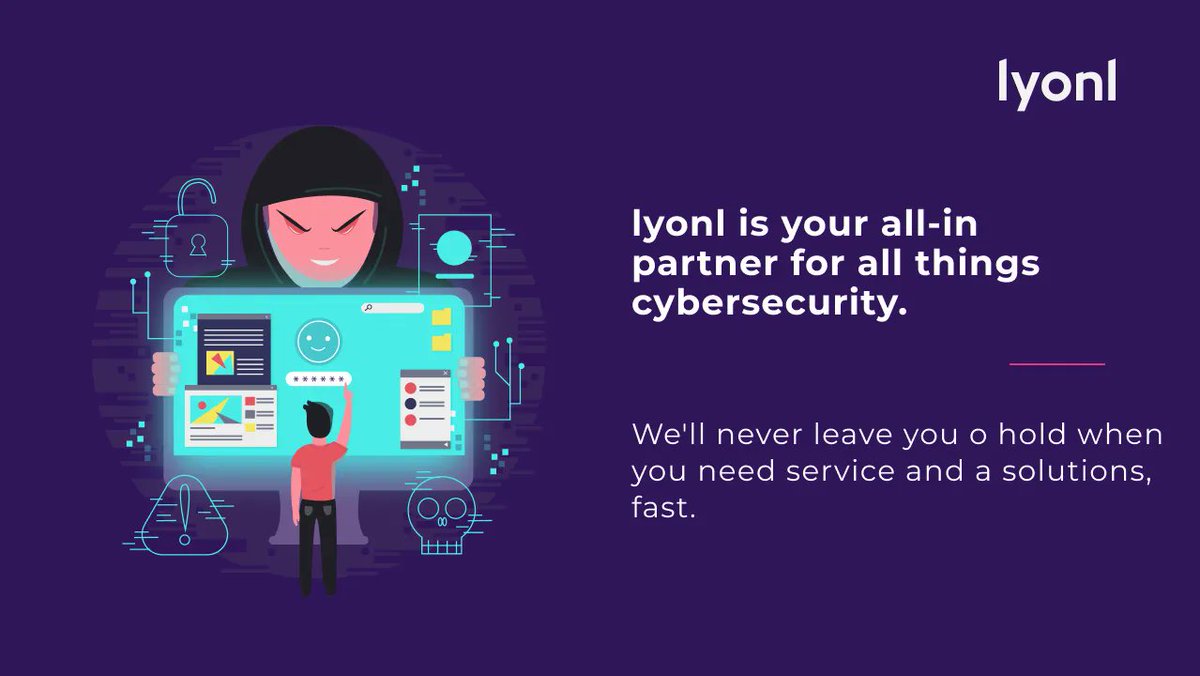 lyonl
lyonl is your all-in
partner for all things
cybersecurity.
We'll never leave you o hold when
you need service and a solutions,
fast.
******